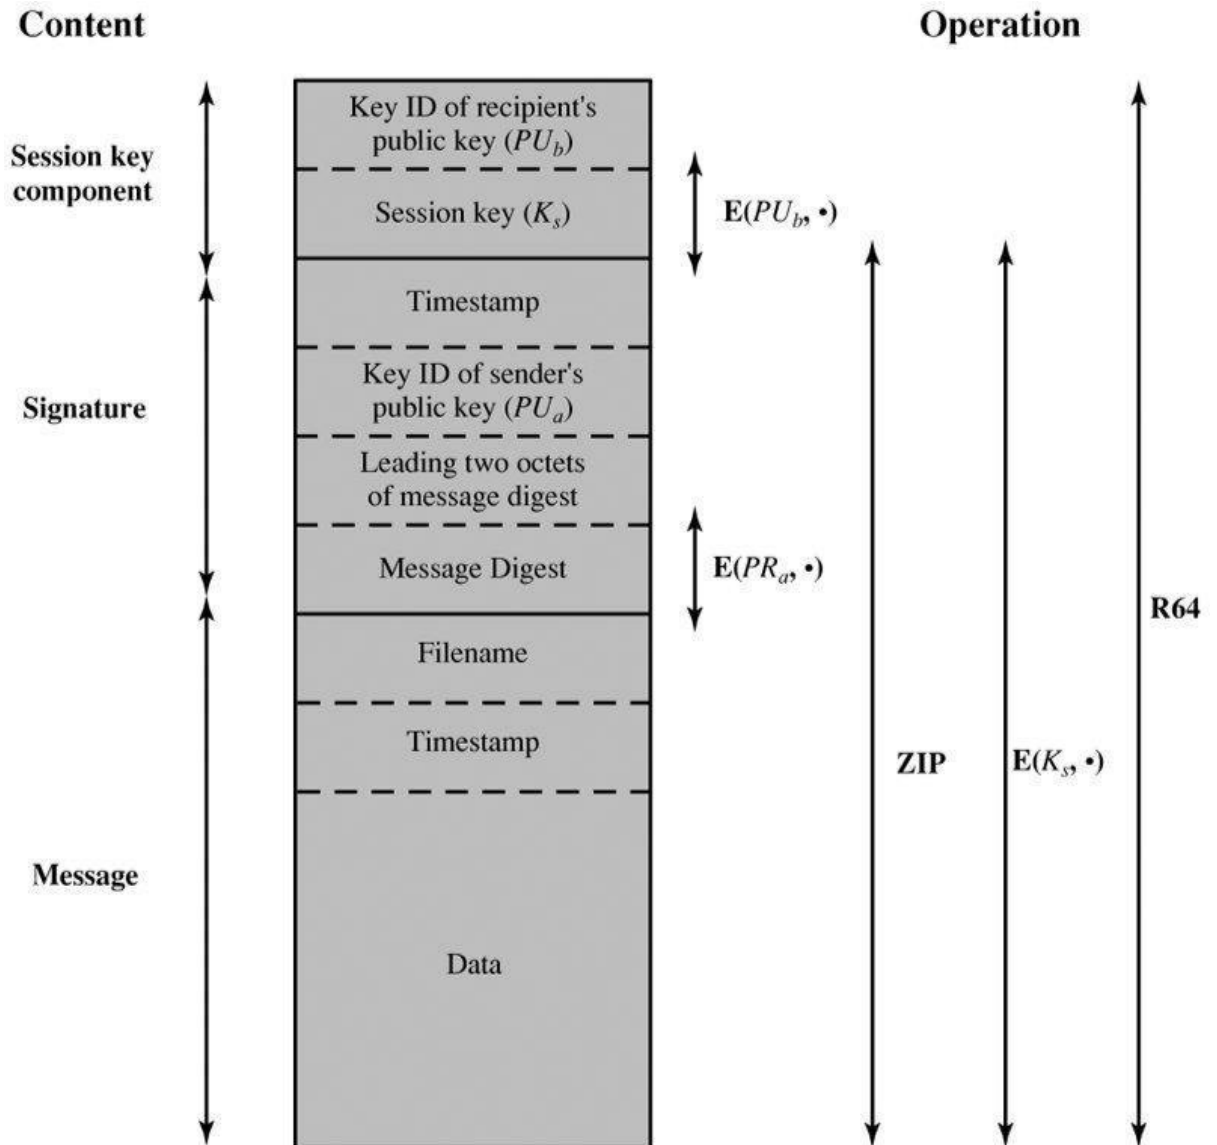 Content
Operation
Key ID of recipient's
public key (PU_b)
Session key
component
Session key (K_s)
E(PU_b, •)
Timestamp
Key ID of sender's
public key (PU_a)
Signature
Leading two octets
of message digest
Message Digest
E(PR_a, •)
R64
Filename
Timestamp
ZIP
E(K_s, •)
Message
Data